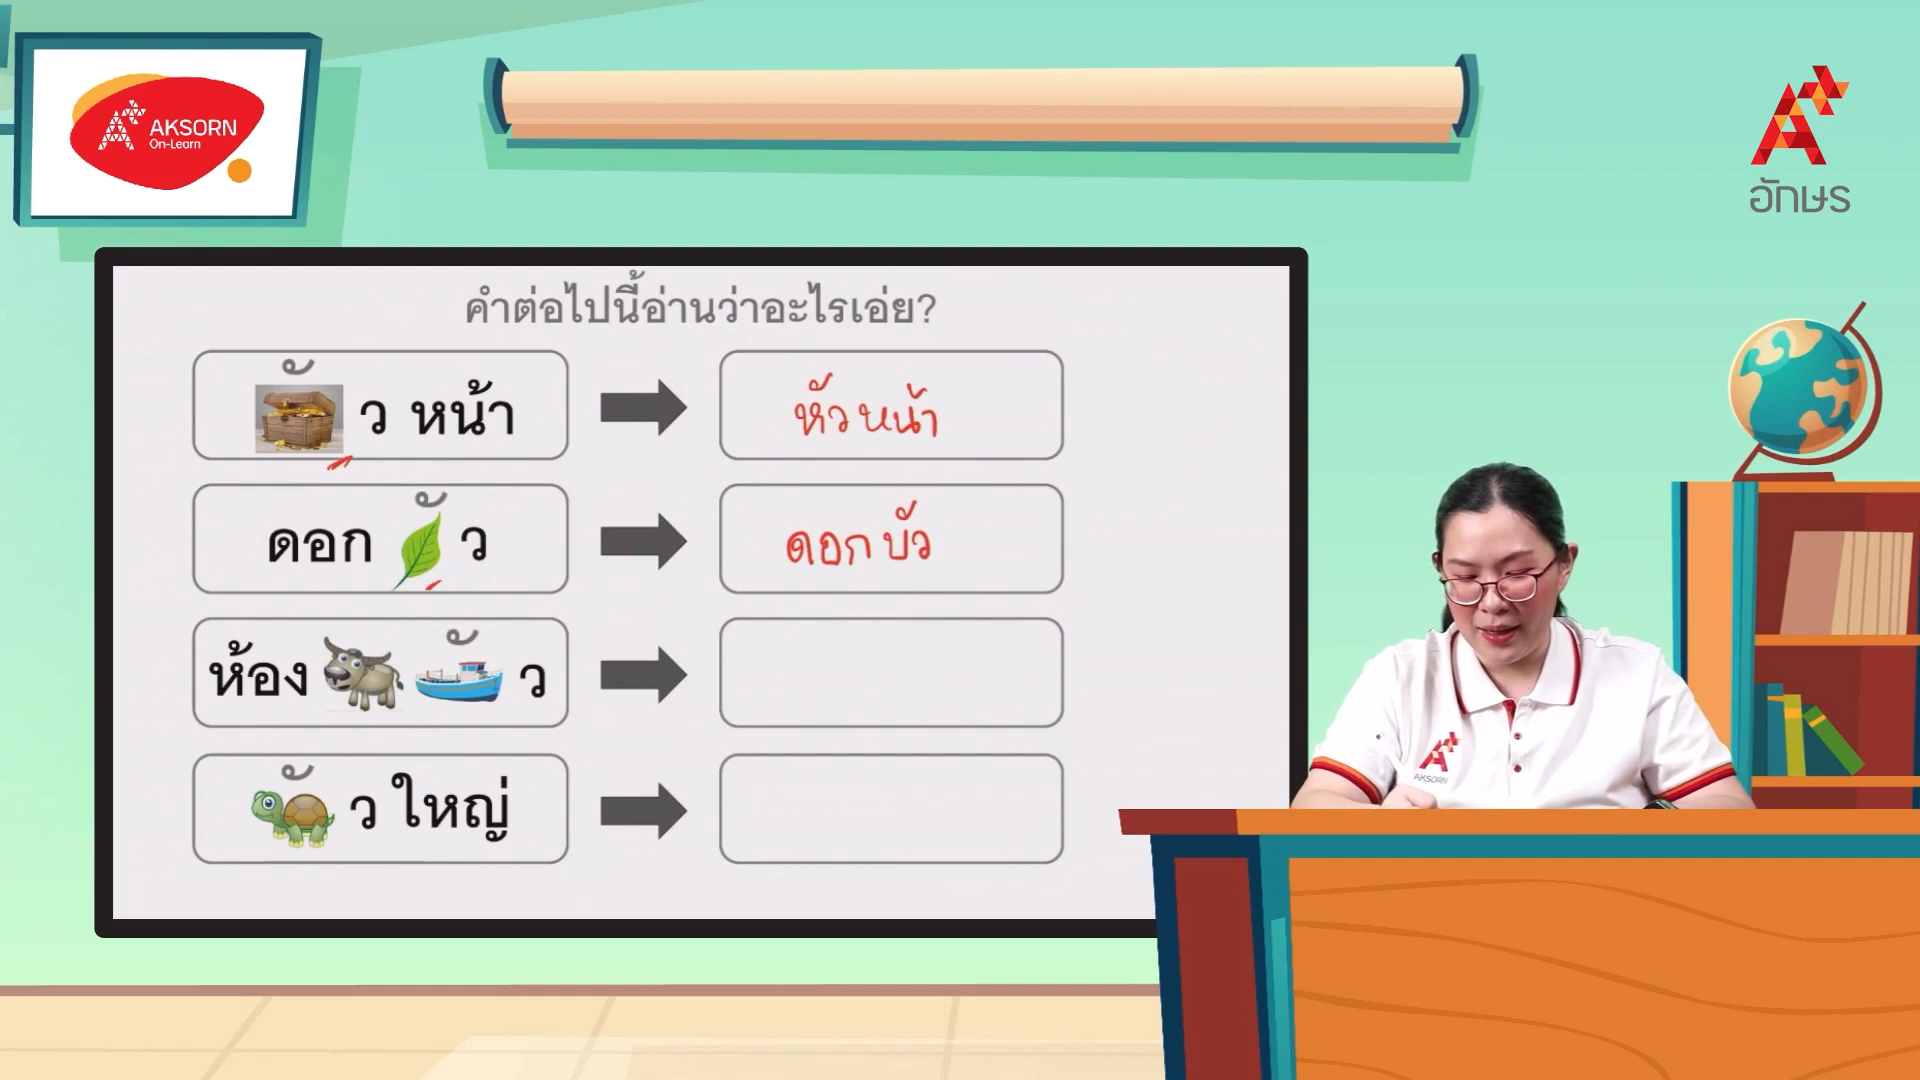 AKSORN
On-Learn
อักษร
คำต่อไปนี้อ่านว่าอะไรเอ่ย?
ัว หน้า
หัวหน้า
ดอก ัว
ดอกบัว
ห้อง ัว
ัว ใหญ่
AKSORN